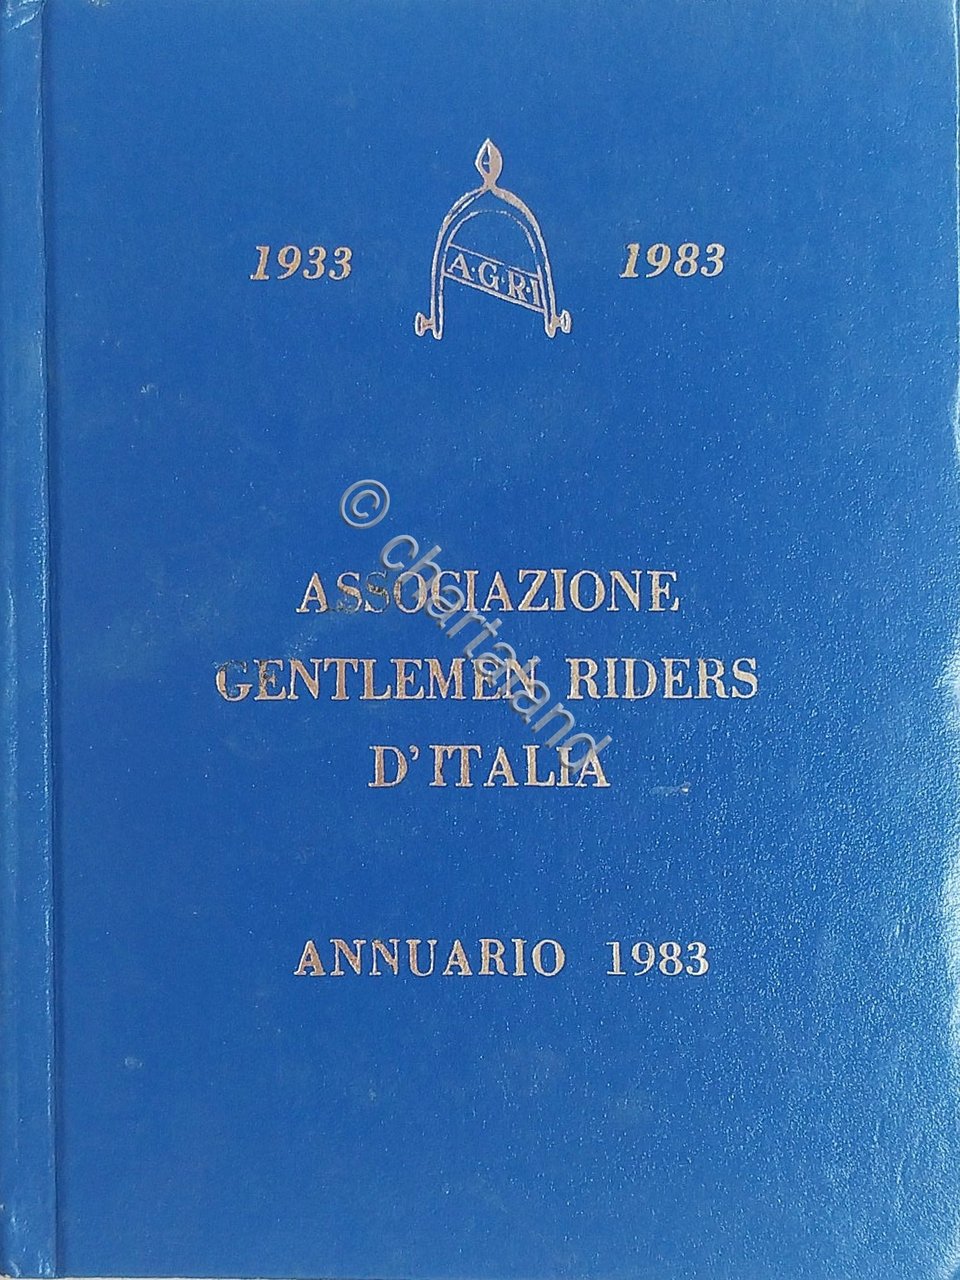 1933 A·G·R·I 1983
© chartaland
ASSOCIAZIONE
GENTLEMEN RIDERS
D'ITALIA
ANNUARIO 1983